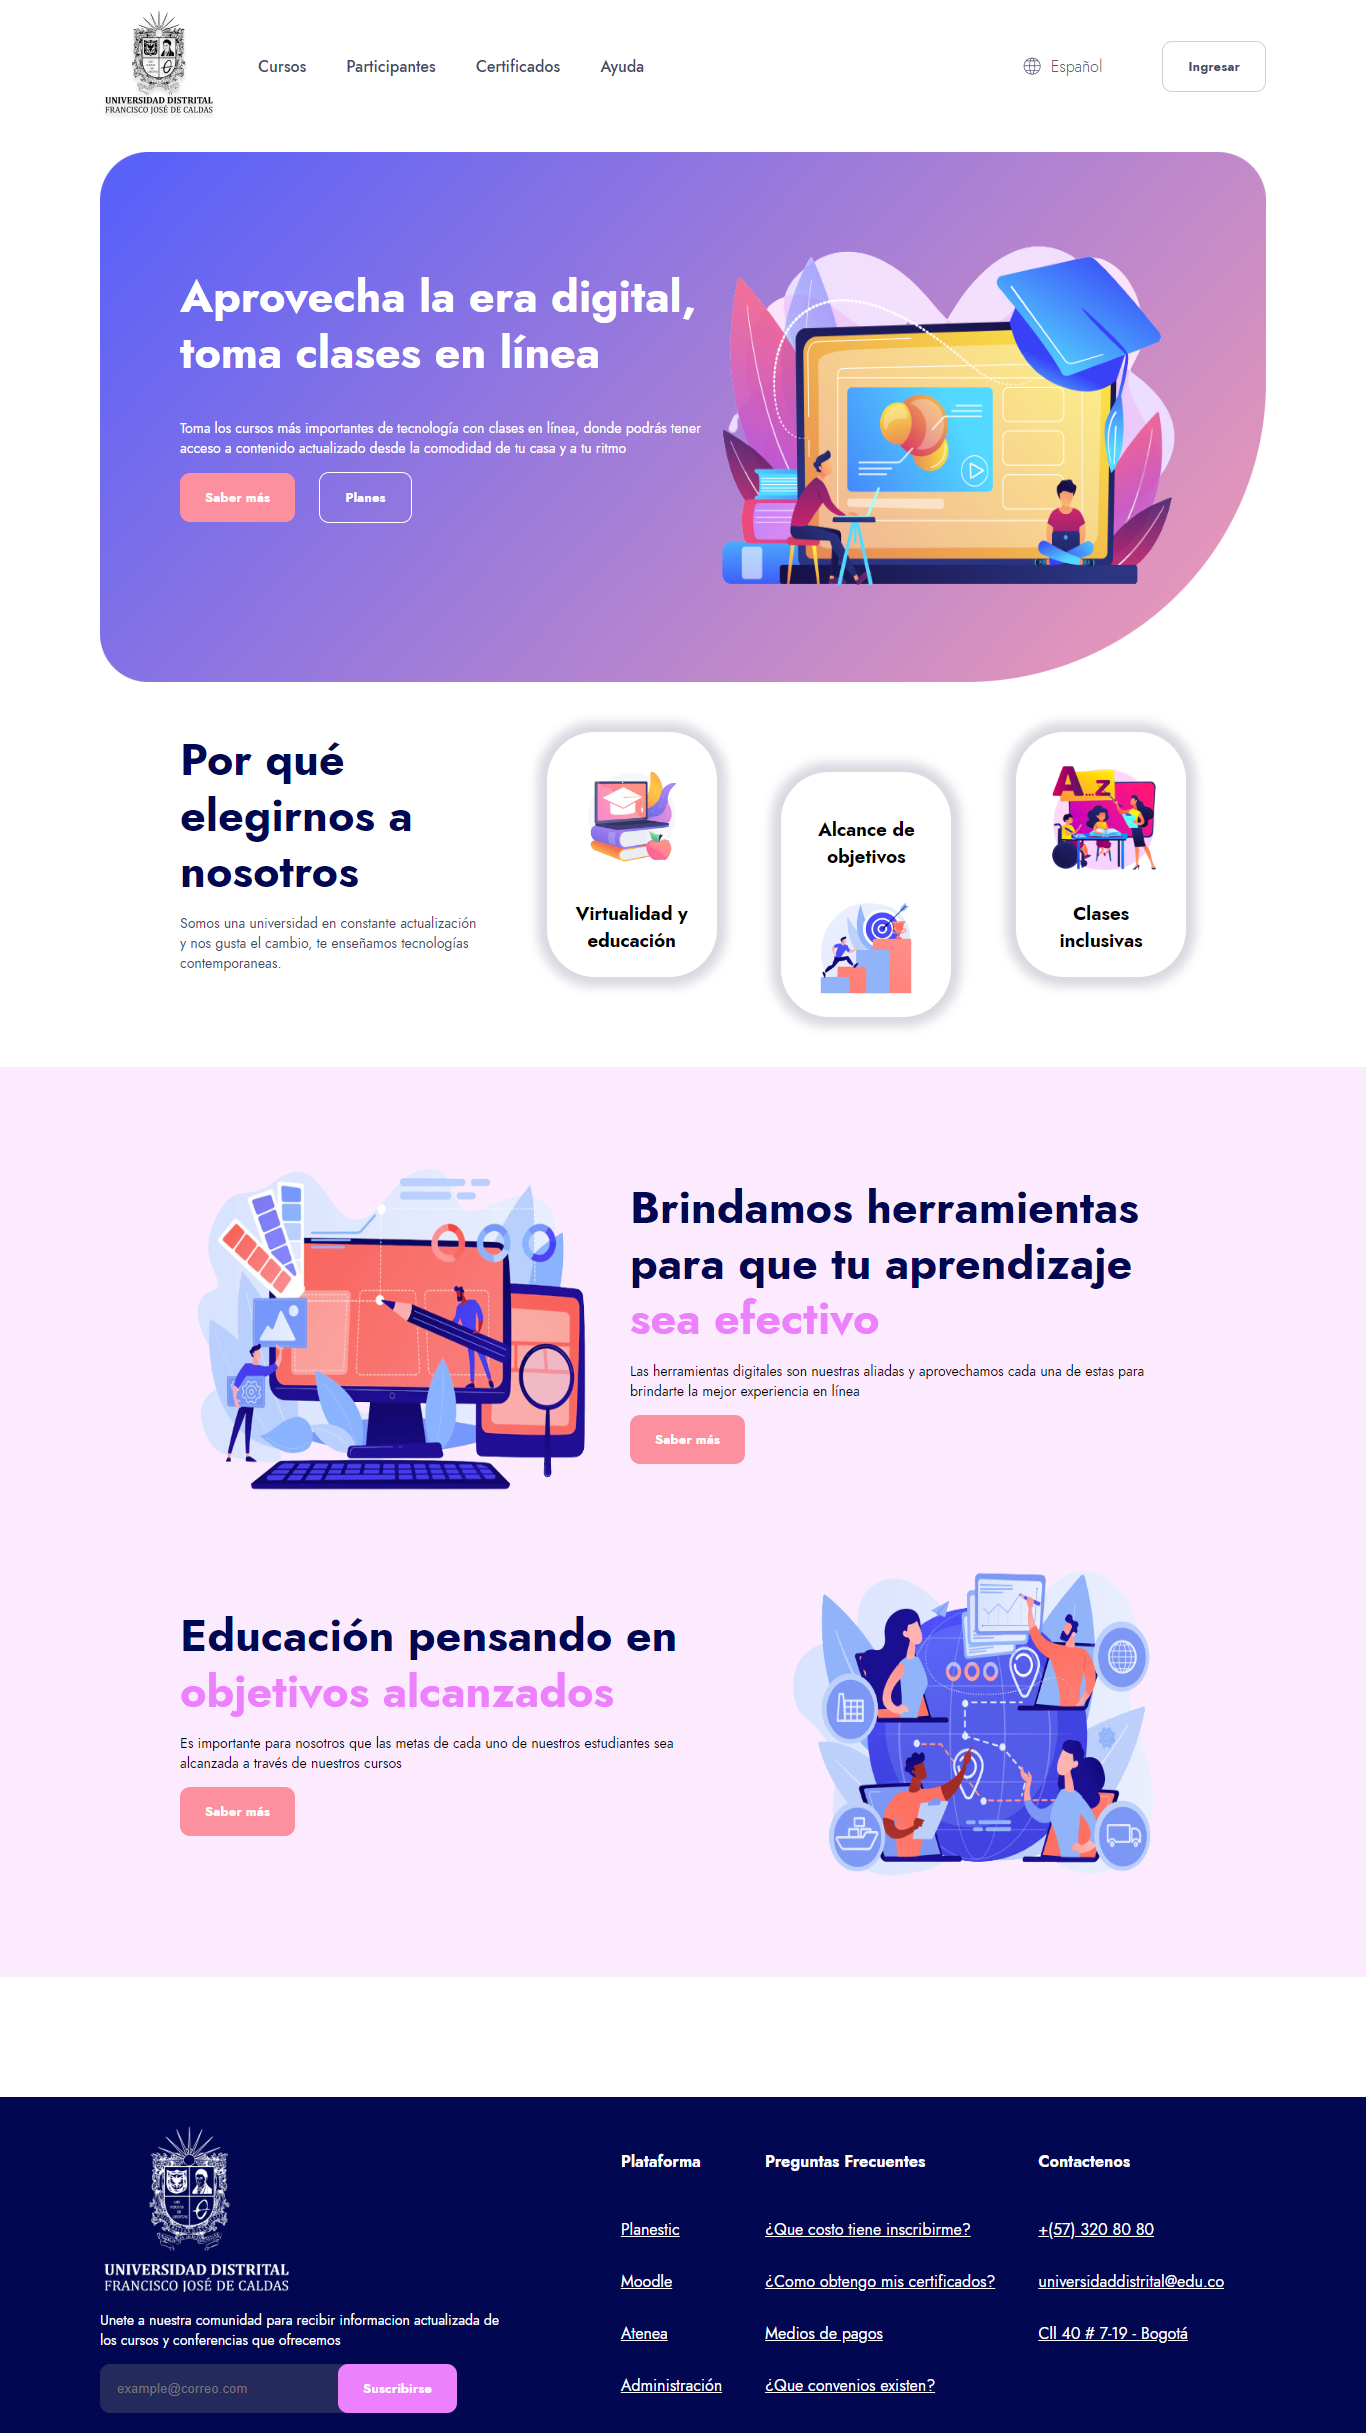 UNIVERSIDAD DISTRITAL
FRANCISCO JOSÉ DE CALDAS
Cursos
Participantes
Certificados
Ayuda
Español
Ingresar
Aprovecha la era digital,
toma clases en línea
Toma los cursos más importantes de tecnología con clases en línea, donde podrás tener
acceso a contenido actualizado desde la comodidad de tu casa y a tu ritmo
Saber más
Planes
Por qué
elegirnos a
nosotros
Somos una universidad en constante actualización
y nos gusta el cambio, te enseñamos tecnologías
contemporaneas.
Virtualidad y
educación
Alcance de
objetivos
A...z
Clases
inclusivas
Brindamos herramientas
para que tu aprendizaje
sea efectivo
Las herramientas digitales son nuestras aliadas y aprovechamos cada una de estas para
brindarte la mejor experiencia en línea
Saber más
Educación pensando en
objetivos alcanzados
Es importante para nosotros que las metas de cada uno de nuestros estudiantes sea
alcanzada a través de nuestros cursos
Saber más
UNIVERSIDAD DISTRITAL
FRANCISCO JOSÉ DE CALDAS
Unete a nuestra comunidad para recibir informacion actualizada de
los cursos y conferencias que ofrecemos
example@correo.com
Suscribirse
Plataforma
Planestic
Moodle
Atenea
Administración
Preguntas Frecuentes
¿Que costo tiene inscribirme?
¿Como obtengo mis certificados?
Medios de pagos
¿Que convenios existen?
Contactenos
+(57) 320 80 80
universidaddistrital@edu.co
Cll 40 # 7-19 - Bogotá